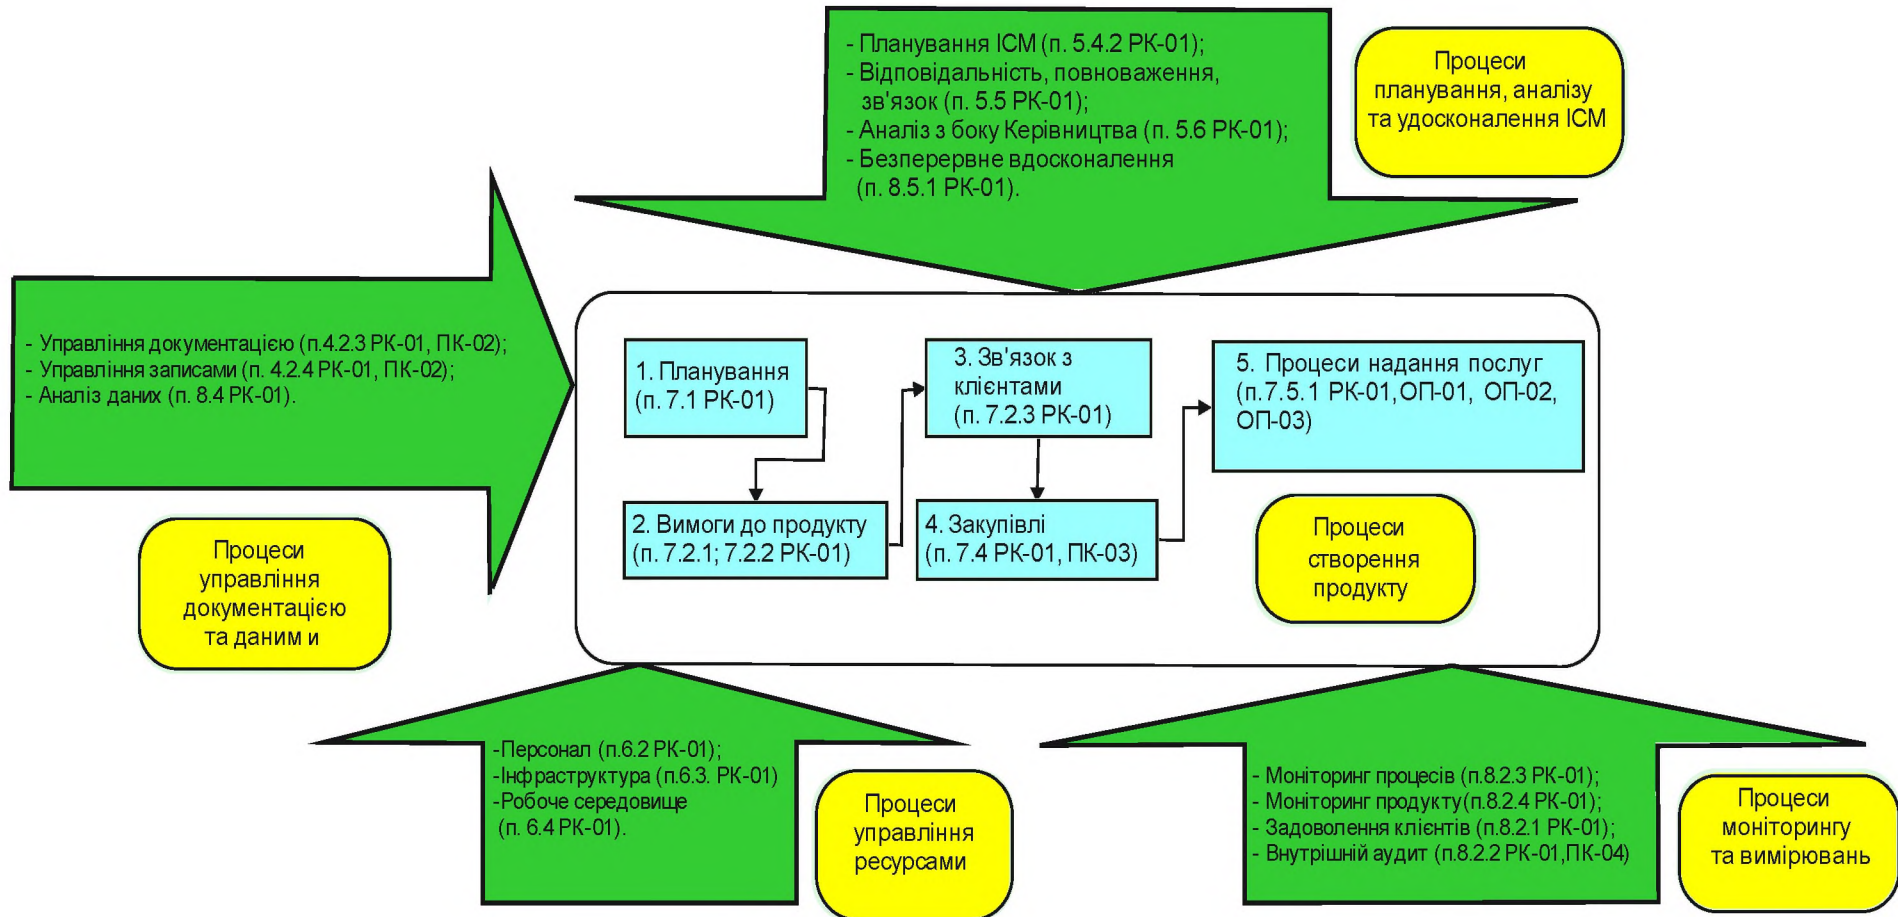 - Планування ІСМ (п. 5.4.2 РК-01);
- Відповідальність, повноваження,
зв'язок (п. 5.5 РК-01);
- Аналіз з боку Керівництва (п. 5.6 РК-01);
- Безперервне вдосконалення
(п. 8.5.1 РК-01).
Процеси
планування, аналізу
та удосконалення ІСМ
- Управління документацією (п.4.2.3 РК-01, ПК-02);
- Управління записами (п. 4.2.4 РК-01, ПК-02);
- Аналіз даних (п. 8.4 РК-01).
Процеси
управління
документацією
та даним и
1. Планування
(п. 7.1 РК-01)
2. Вимоги до продукту
(п. 7.2.1; 7.2.2 РК-01)
3. Зв'язок з
клієнтами
(п. 7.2.3 РК-01)
4. Закупівлі
(п. 7.4 РК-01, ПК-03)
5. Процеси надання послуг
(п.7.5.1 РК-01,ОП-01, ОП-02,
ОП-03)
Процеси
створення
продукту
-Персонал (п.6.2 РК-01);
-Інфраструктура (п.6.3. РК-01)
-Робоче середовище
(п. 6.4 РК-01).
Процеси
управління
ресурсами
- Моніторинг процесів (п.8.2.3 РК-01);
- Моніторинг продукту(п.8.2.4 РК-01);
- Задоволення клієнтів (п.8.2.1 РК-01);
- Внутрішній аудит (п.8.2.2 РК-01,ПК-04)
Процеси
моніторингу
та вимірювань